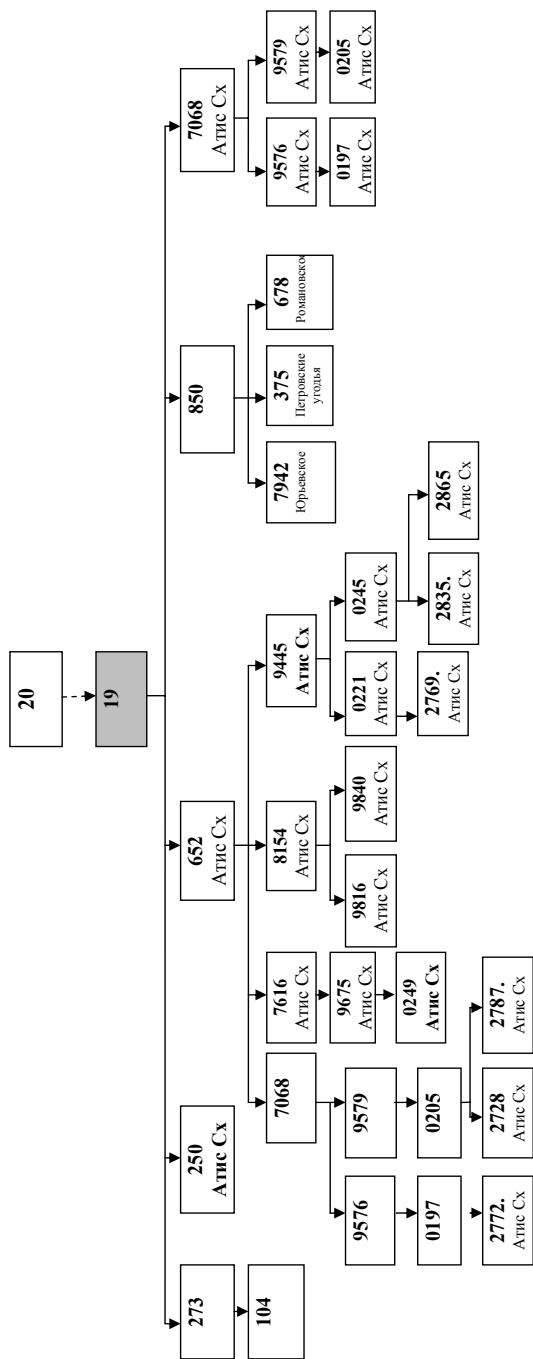 20
19
273
250
Атис Сх
652
Атис Сх
850
7068
Атис Сх
104
7068
7616
Атис Сх
8154
Атис Сх
9445
Атис Сх
7942
Юрьевское
375
Петровские
угодья
678
Романовское
9576
Атис Сх
9579
Атис Сх
9576
9579
9675
Атис Сх
9816
Атис Сх
9840
Атис Сх
0221
Атис Сх
0245
Атис Сх
0197
Атис Сх
0205
Атис Сх
0197
0205
0249
Атис Сх
2769.
Атис Сх
2835.
Атис Сх
2865
Атис Сх
2772.
Атис Сх
2728
Атис Сх
2787.
Атис Сх